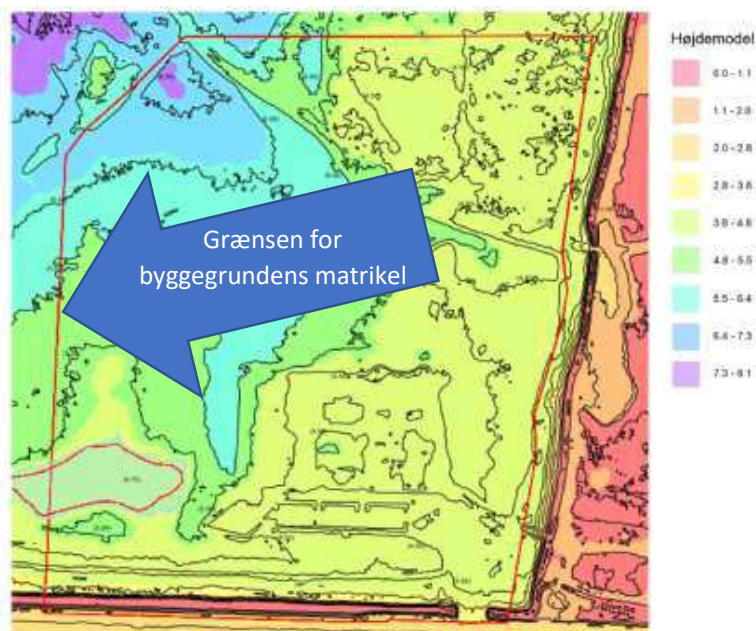 Grænsen for
byggegrundens matrikel
Højdemodel
0.0 - 1.1
1.1 - 2.0
2.0 - 2.8
2.8 - 3.6
3.6 - 4.8
4.8 - 5.5
5.5 - 6.4
6.4 - 7.3
7.3 - 8.1